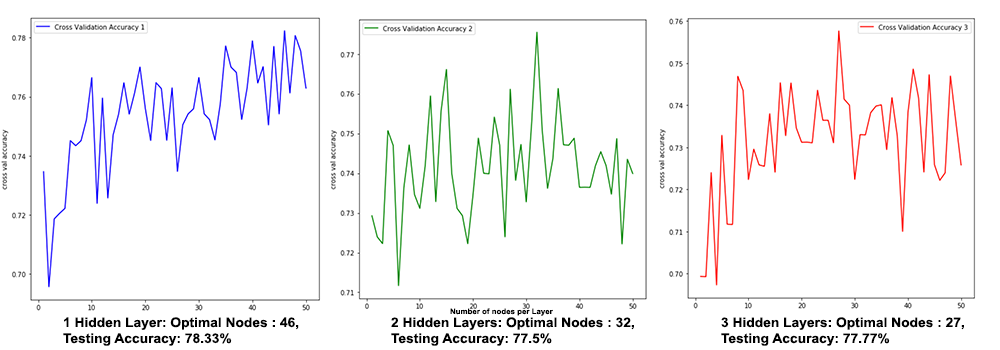 Cross Validation Accuracy 1
cross val accuracy
0.78
0.76
0.74
0.72
0.70
0
10
20
30
40
50
1 Hidden Layer: Optimal Nodes : 46,
Testing Accuracy: 78.33%
Cross Validation Accuracy 2
cross val accuracy
0.77
0.76
0.75
0.74
0.73
0.72
0.71
0
10
20
30
40
50
Number of nodes per Layer
2 Hidden Layers: Optimal Nodes : 32,
Testing Accuracy: 77.5%
Cross Validation Accuracy 3
cross val accuracy
0.76
0.75
0.74
0.73
0.72
0.71
0.70
0
10
20
30
40
50
3 Hidden Layers: Optimal Nodes : 27,
Testing Accuracy: 77.77%